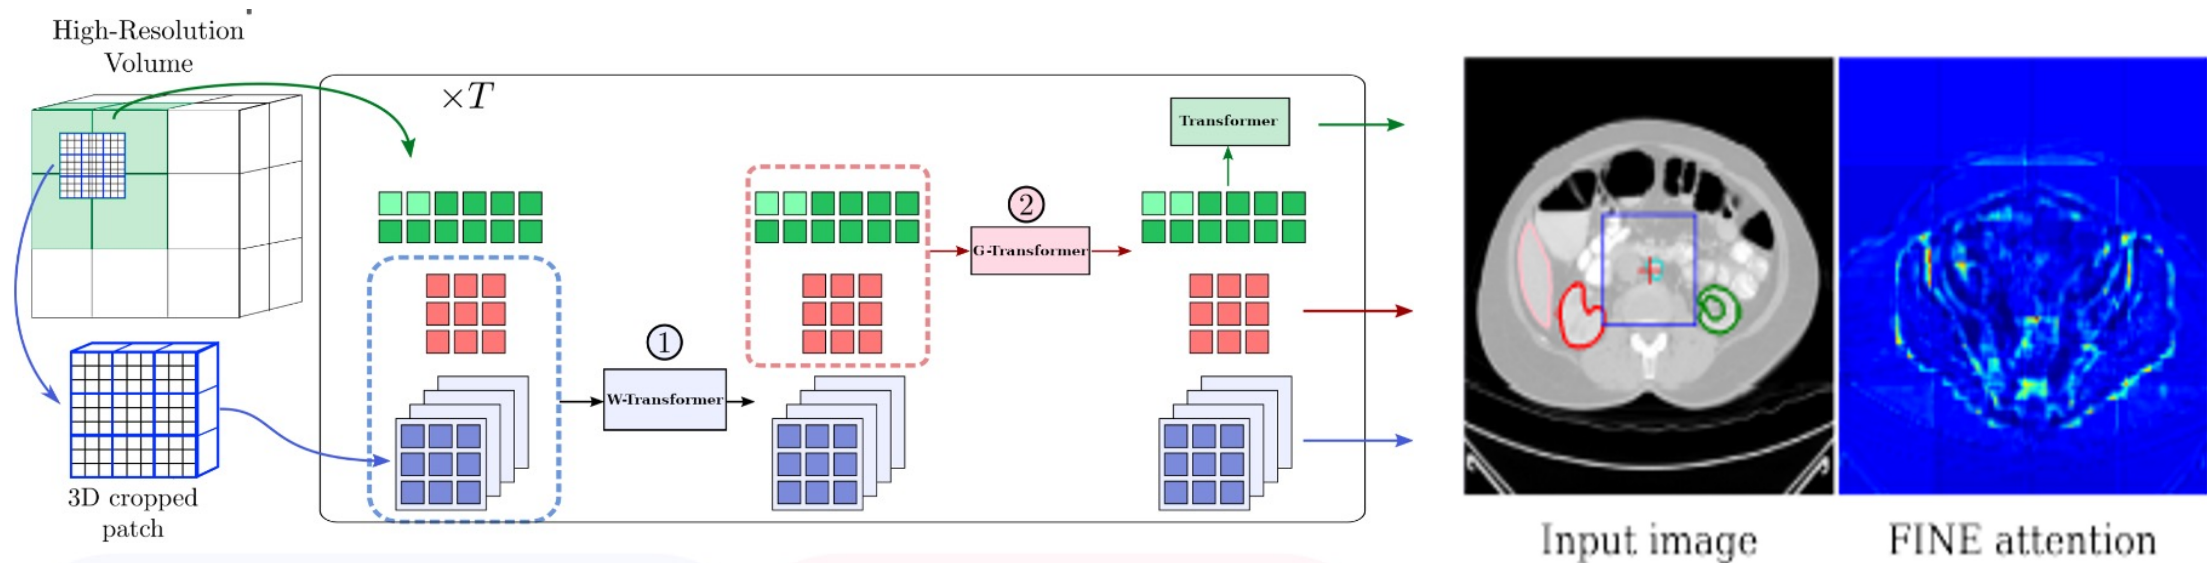 High-Resolution
Volume
×T
Transformer
2
G-Transformer
1
W-Transformer
3D cropped
patch
Input image
FINE attention